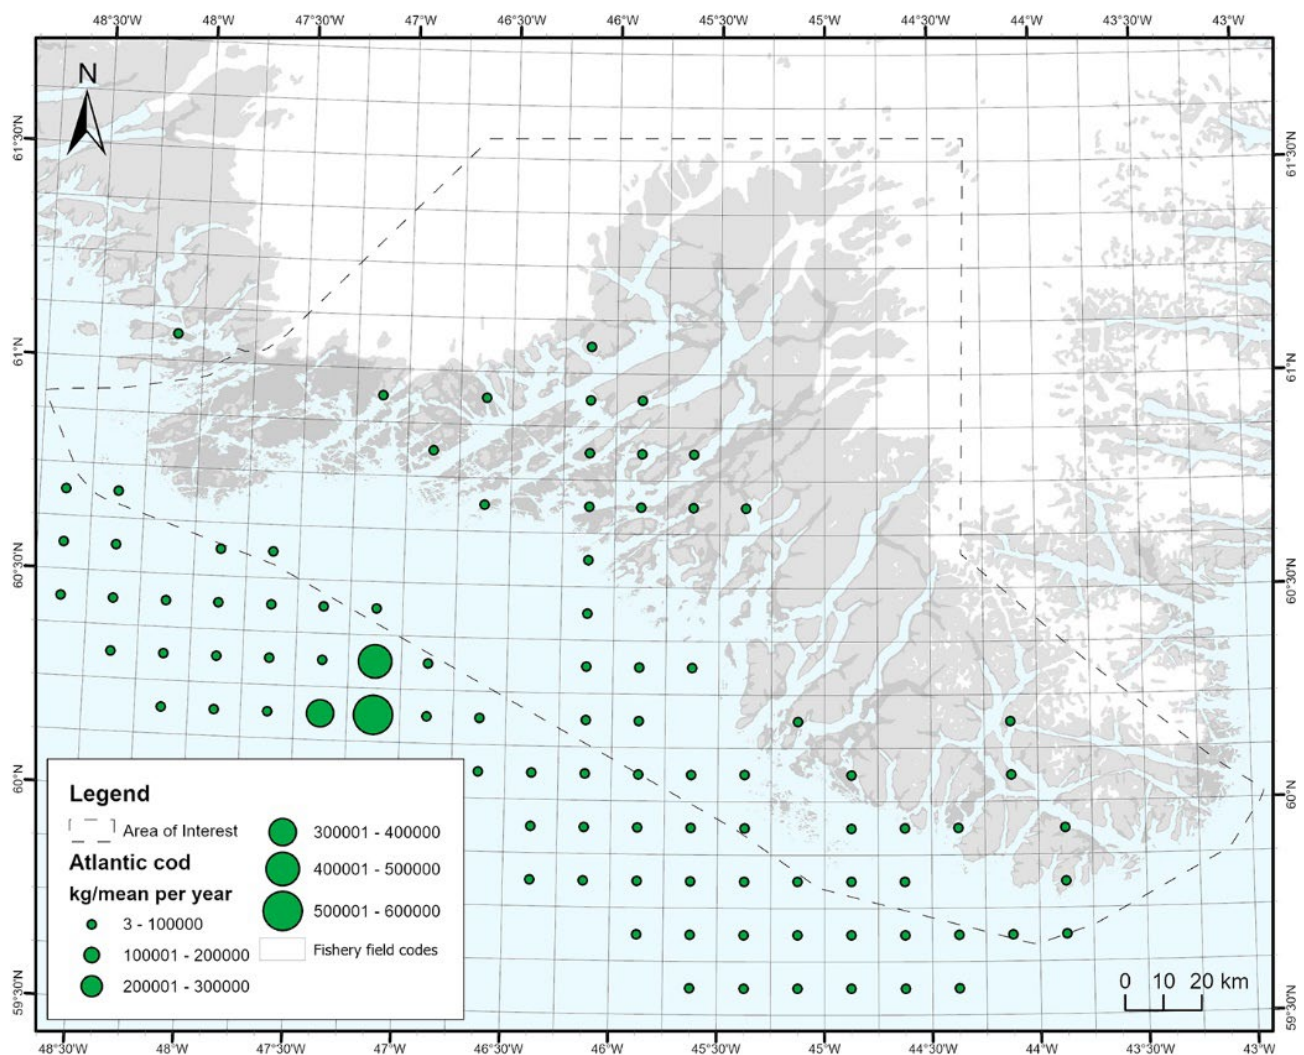 48°30'W 48°W 47°30'W 47°W 46°30'W 46°W 45°30'W 45°W 44°30'W 44°W 43°30'W 43°W
N
61°30'N 61°30'N
61°N 61°N
60°30'N 60°30'N
60°N 60°N
59°30'N 59°30'N
Legend
Area of Interest
Atlantic cod
kg/mean per year
3 - 100000
100001 - 200000
200001 - 300000
300001 - 400000
400001 - 500000
500001 - 600000
Fishery field codes
0 10 20 km
48°30'W 48°W 47°30'W 47°W 46°30'W 46°W 45°30'W 45°W 44°30'W 44°W 43°30'W 43°W